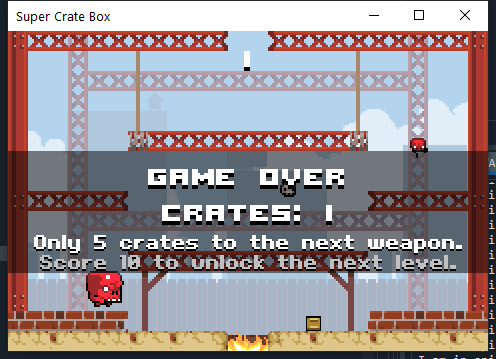 Super Crate Box
GAME OVER
CRATES: 1
Only 5 crates to the next weapon.
Score 10 to unlock the next level.